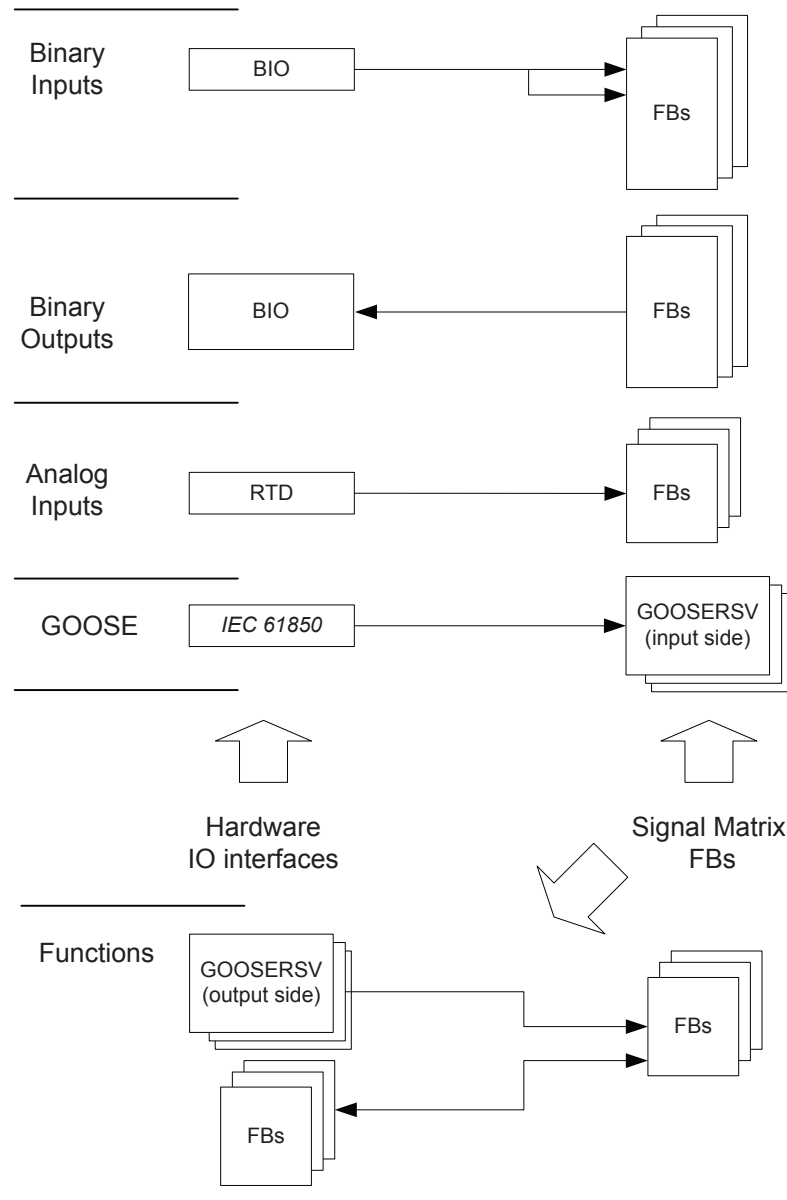 Binary
Inputs
BIO
FBs
Binary
Outputs
BIO
FBs
Analog
Inputs
RTD
FBs
GOOSE
IEC 61850
GOOSERSV
(input side)
Hardware
IO interfaces
Signal Matrix
FBs
Functions
GOOSERSV
(output side)
FBs
FBs